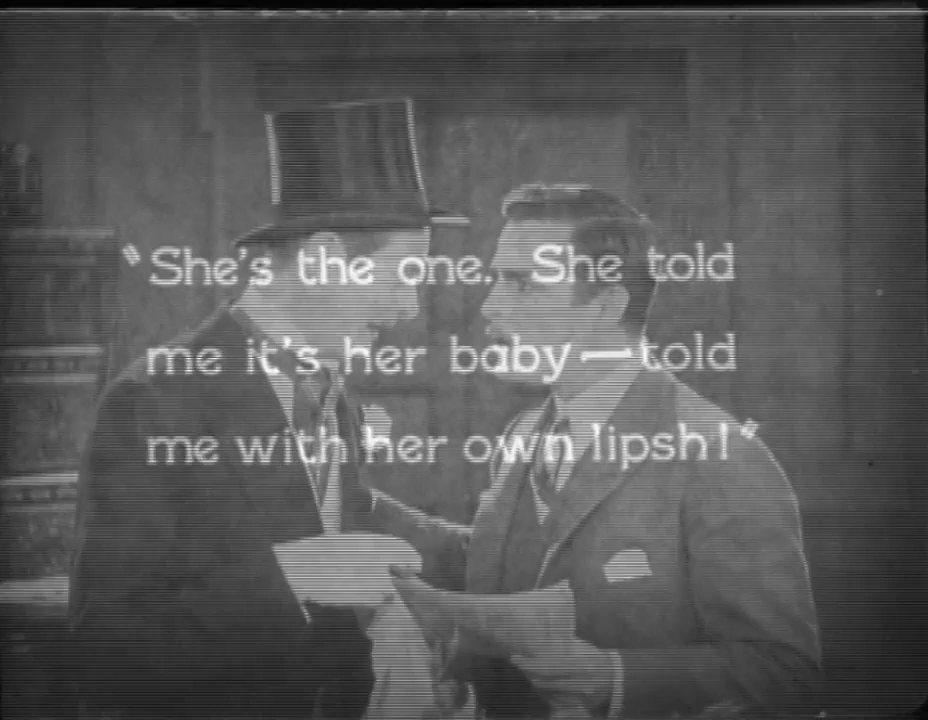 "She's the one. She told
me it's her baby—told
me with her own lipsh!"